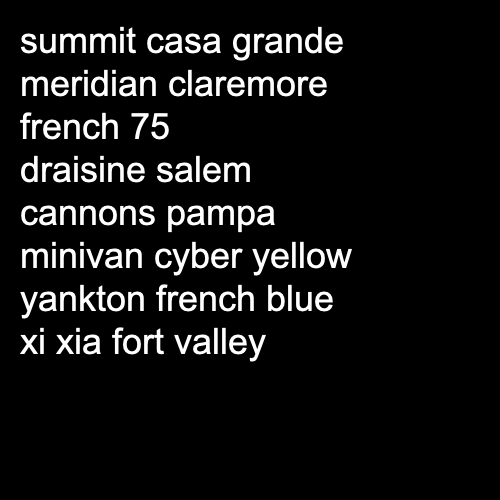 summit casa grande
meridian claremore
french 75
draisine salem
cannons pampa
minivan cyber yellow
yankton french blue
xi xia fort valley